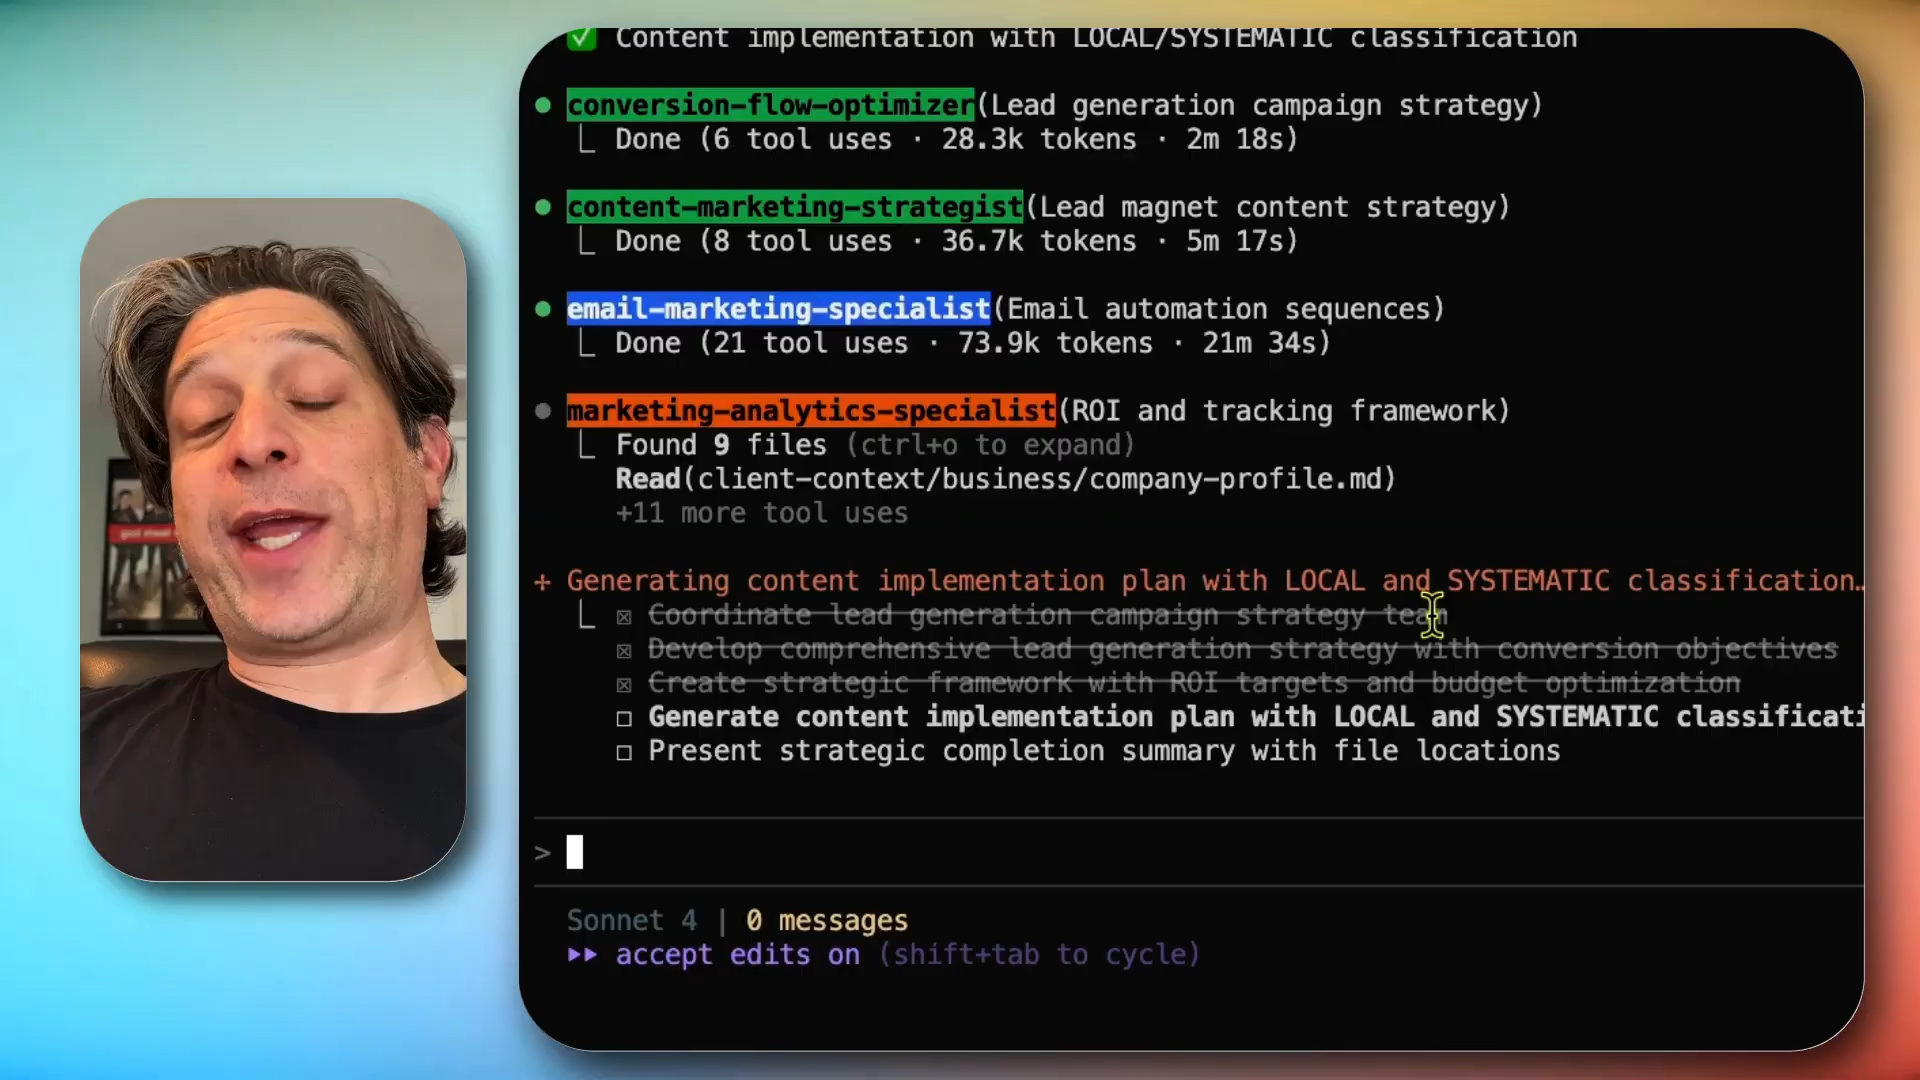 ✅ Content implementation with LOCAL/SYSTEMATIC classification
● conversion-flow-optimizer(Lead generation campaign strategy)
⎿ Done (6 tool uses · 28.3k tokens · 2m 18s)
● content-marketing-strategist(Lead magnet content strategy)
⎿ Done (8 tool uses · 36.7k tokens · 5m 17s)
● email-marketing-specialist(Email automation sequences)
⎿ Done (21 tool uses · 73.9k tokens · 21m 34s)
● marketing-analytics-specialist(ROI and tracking framework)
⎿ Found 9 files (ctrl+o to expand)
Read(client-context/business/company-profile.md)
+11 more tool uses
+ Generating content implementation plan with LOCAL and SYSTEMATIC classification…
⎿ ☒ Coordinate lead generation campaign strategy team
☒ Develop comprehensive lead generation strategy with conversion objectives
☒ Create strategic framework with ROI targets and budget optimization
☐ Generate content implementation plan with LOCAL and SYSTEMATIC classificati
☐ Present strategic completion summary with file locations
>
Sonnet 4 | 0 messages
▶▶ accept edits on (shift+tab to cycle)